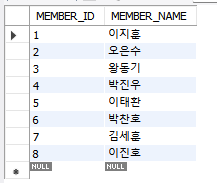 MEMBER_ID MEMBER_NAME
1 이지훈
2 오은수
3 왕동기
4 박진우
5 이태환
6 박찬호
7 김세훈
8 이진호
NULL NULL